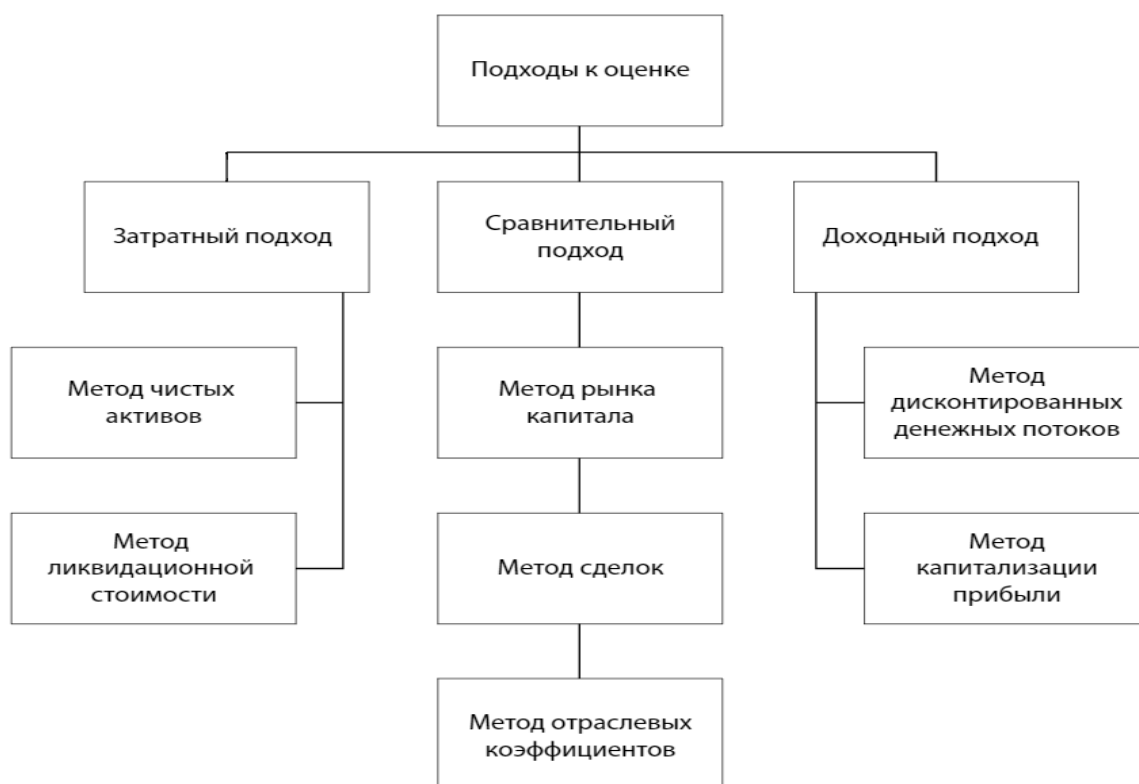 Подходы к оценке
Затратный подход
Сравнительный
подход
Доходный подход
Метод чистых
активов
Метод рынка
капитала
Метод
дисконтированных
денежных потоков
Метод
ликвидационной
стоимости
Метод сделок
Метод
капитализации
прибыли
Метод отраслевых
коэффициентов